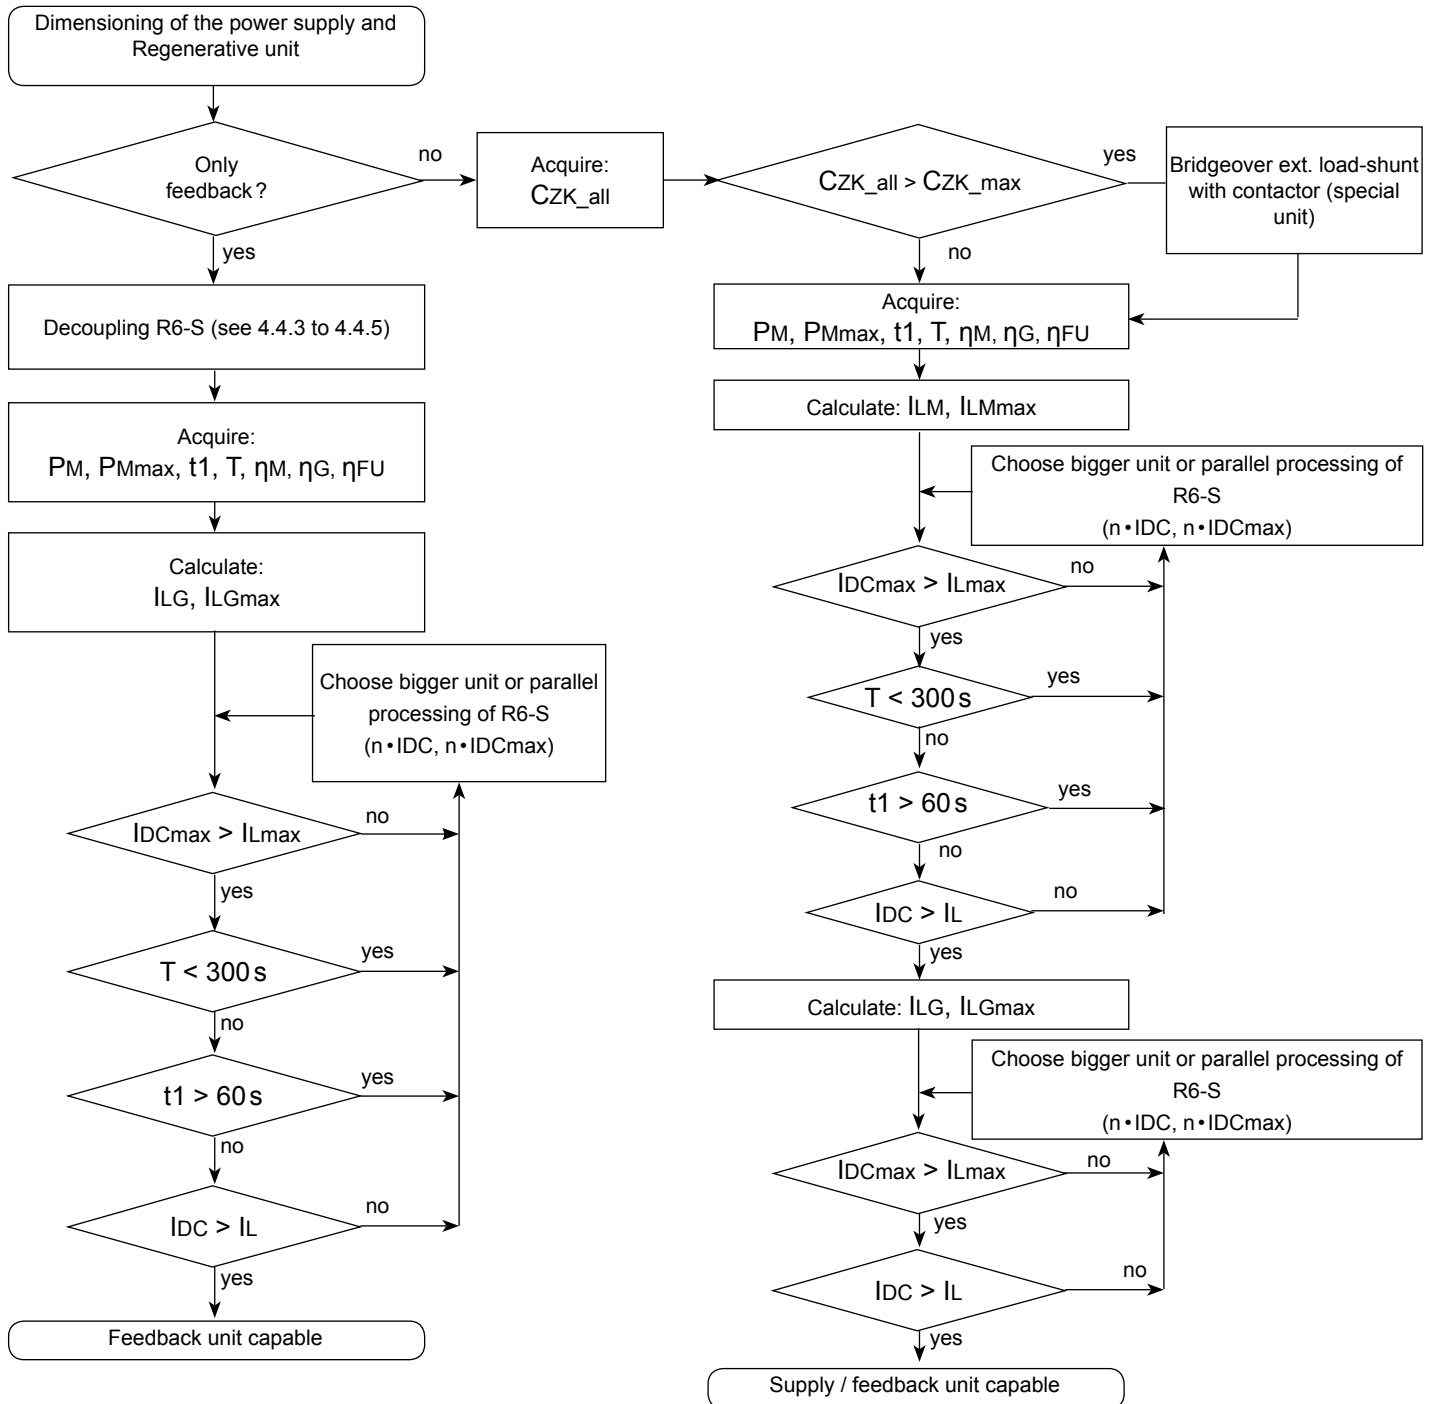 Dimensioning of the power supply and
Regenerative unit
Only
feedback?
no
yes
Decoupling R6-S (see 4.4.3 to 4.4.5)
Acquire:
PM, PMmax, t1, T, ηM, ηG, ηFU
Calculate:
ILG, ILGmax
Choose bigger unit or parallel
processing of R6-S
(n•IDC, n•IDCmax)
IDCmax > ILmax
no
yes
T < 300s
yes
no
t1 > 60s
yes
no
IDC > IL
no
yes
Feedback unit capable
Acquire:
CZK_all
CZK_all > CZK_max
yes
no
Bridgeover ext. load-shunt
with contactor (special
unit)
Acquire:
PM, PMmax, t1, T, ηM, ηG, ηFU
Calculate: ILM, ILMmax
Choose bigger unit or parallel processing of
R6-S
(n•IDC, n•IDCmax)
IDCmax > ILmax
no
yes
T < 300s
yes
no
t1 > 60s
yes
no
IDC > IL
no
yes
Calculate: ILG, ILGmax
Choose bigger unit or parallel processing of
R6-S
(n•IDC, n•IDCmax)
IDCmax > ILmax
no
yes
IDC > IL
no
yes
Supply / feedback unit capable